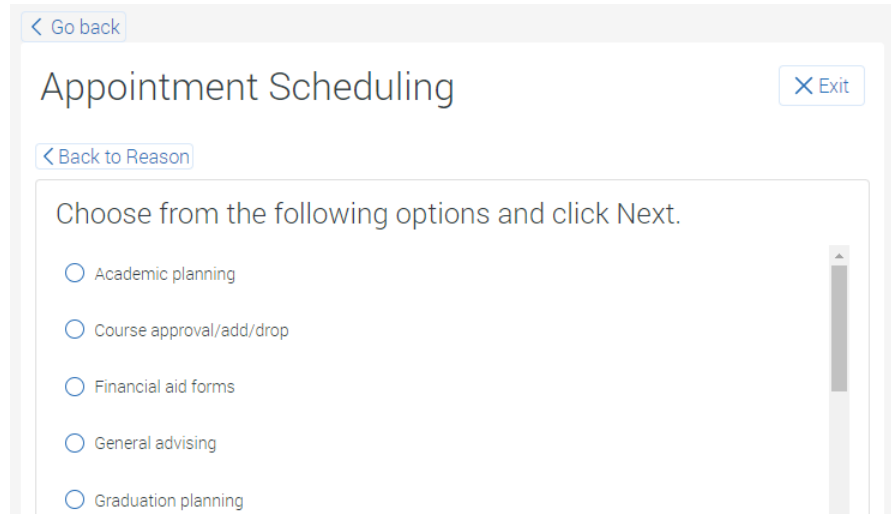 Go back
Appointment Scheduling
Exit
Back to Reason
Choose from the following options and click Next.
Academic planning
Course approval/add/drop
Financial aid forms
General advising
Graduation planning